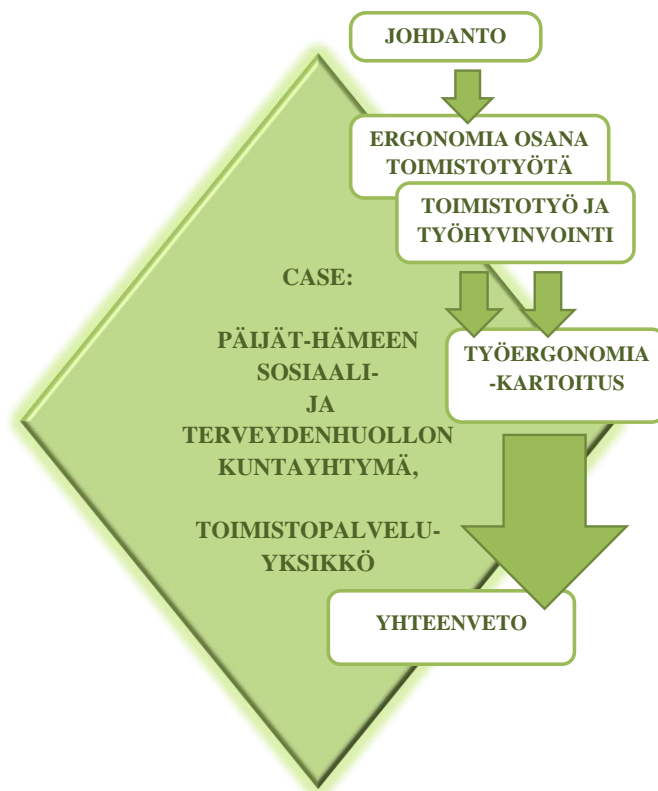 JOHDANTO
ERGONOMIA OSANA
TOIMISTOTYÖTÄ
TOIMISTOTYÖ JA
TYÖHYVINVOINTI
CASE:
PÄIJÄT-HÄMEEN
SOSIAALI-
JA
TERVEYDENHUOLLON
KUNTAYHTYMÄ,
TOIMISTOPALVELU-
YKSIKKÖ
TYÖERGONOMIA
-KARTOITUS
YHTEENVETO